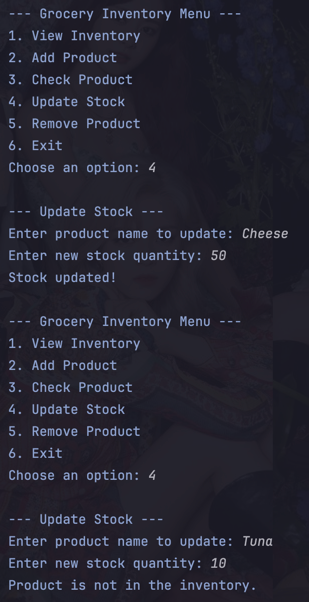 --- Grocery Inventory Menu ---
1. View Inventory
2. Add Product
3. Check Product
4. Update Stock
5. Remove Product
6. Exit
Choose an option: 4
--- Update Stock ---
Enter product name to update: Cheese
Enter new stock quantity: 50
Stock updated!
--- Grocery Inventory Menu ---
1. View Inventory
2. Add Product
3. Check Product
4. Update Stock
5. Remove Product
6. Exit
Choose an option: 4
--- Update Stock ---
Enter product name to update: Tuna
Enter new stock quantity: 10
Product is not in the inventory.